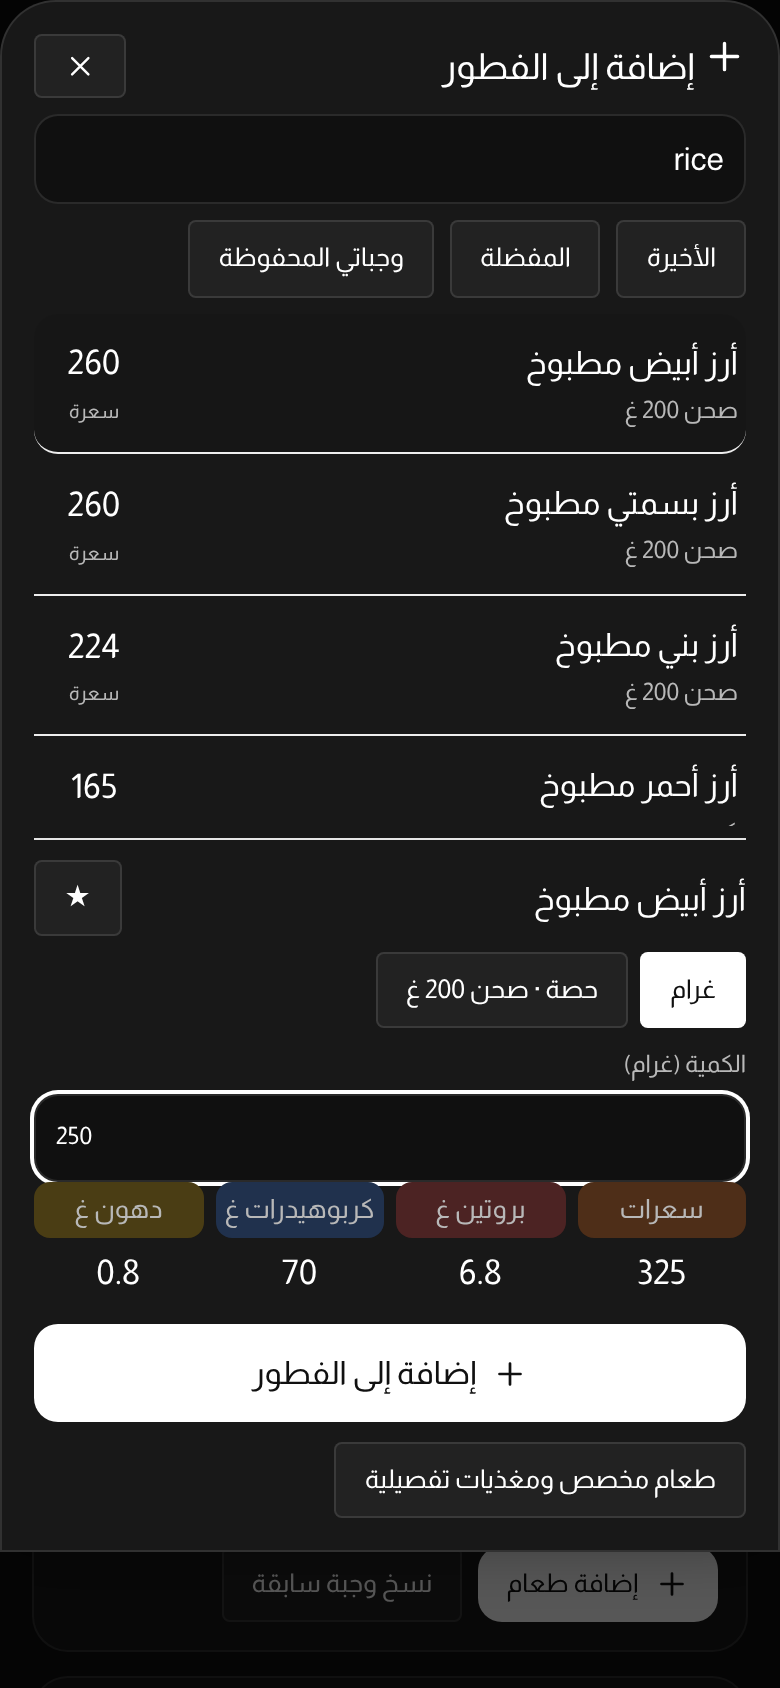 إضافة إلى الفطور
rice
الأخيرة
المفضلة
وجباتي المحفوظة
أرز أبيض مطبوخ
260
صحن 200 غ
سعرة
أرز بسمتي مطبوخ
260
صحن 200 غ
سعرة
أرز بني مطبوخ
224
صحن 200 غ
سعرة
أرز أحمر مطبوخ
165
أرز أبيض مطبوخ
غرام
حصة · صحن 200 غ
الكمية (غرام)
250
سعرات
بروتين غ
كربوهيدرات غ
دهون غ
325
6.8
70
0.8
إضافة إلى الفطور
طعام مخصص ومغذيات تفصيلية
إضافة طعام
نسخ وجبة سابقة